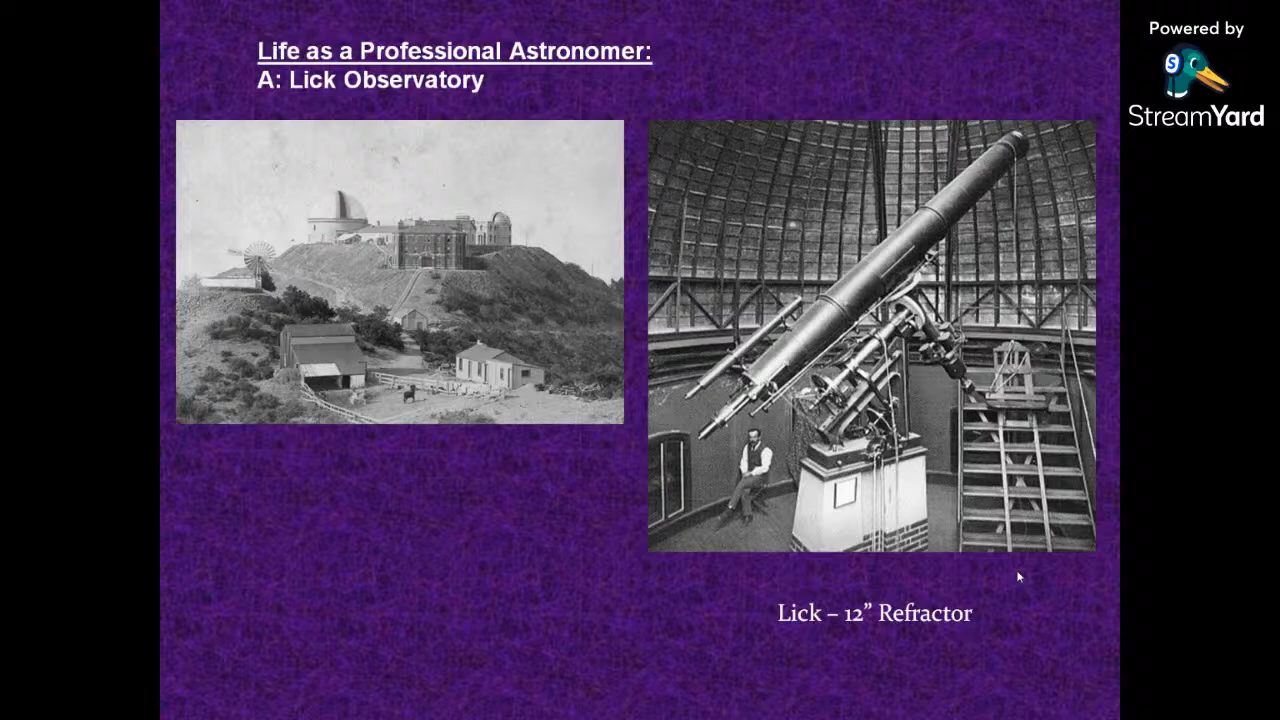 Life as a Professional Astronomer:
A: Lick Observatory
Powered by
S
StreamYard
Lick – 12” Refractor